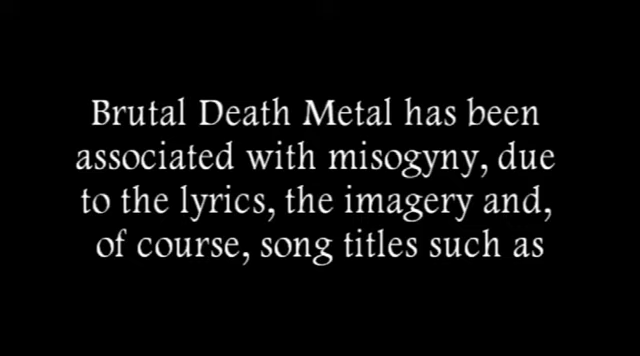 Brutal Death Metal has been
associated with misogyny, due
to the lyrics, the imagery and,
of course, song titles such as